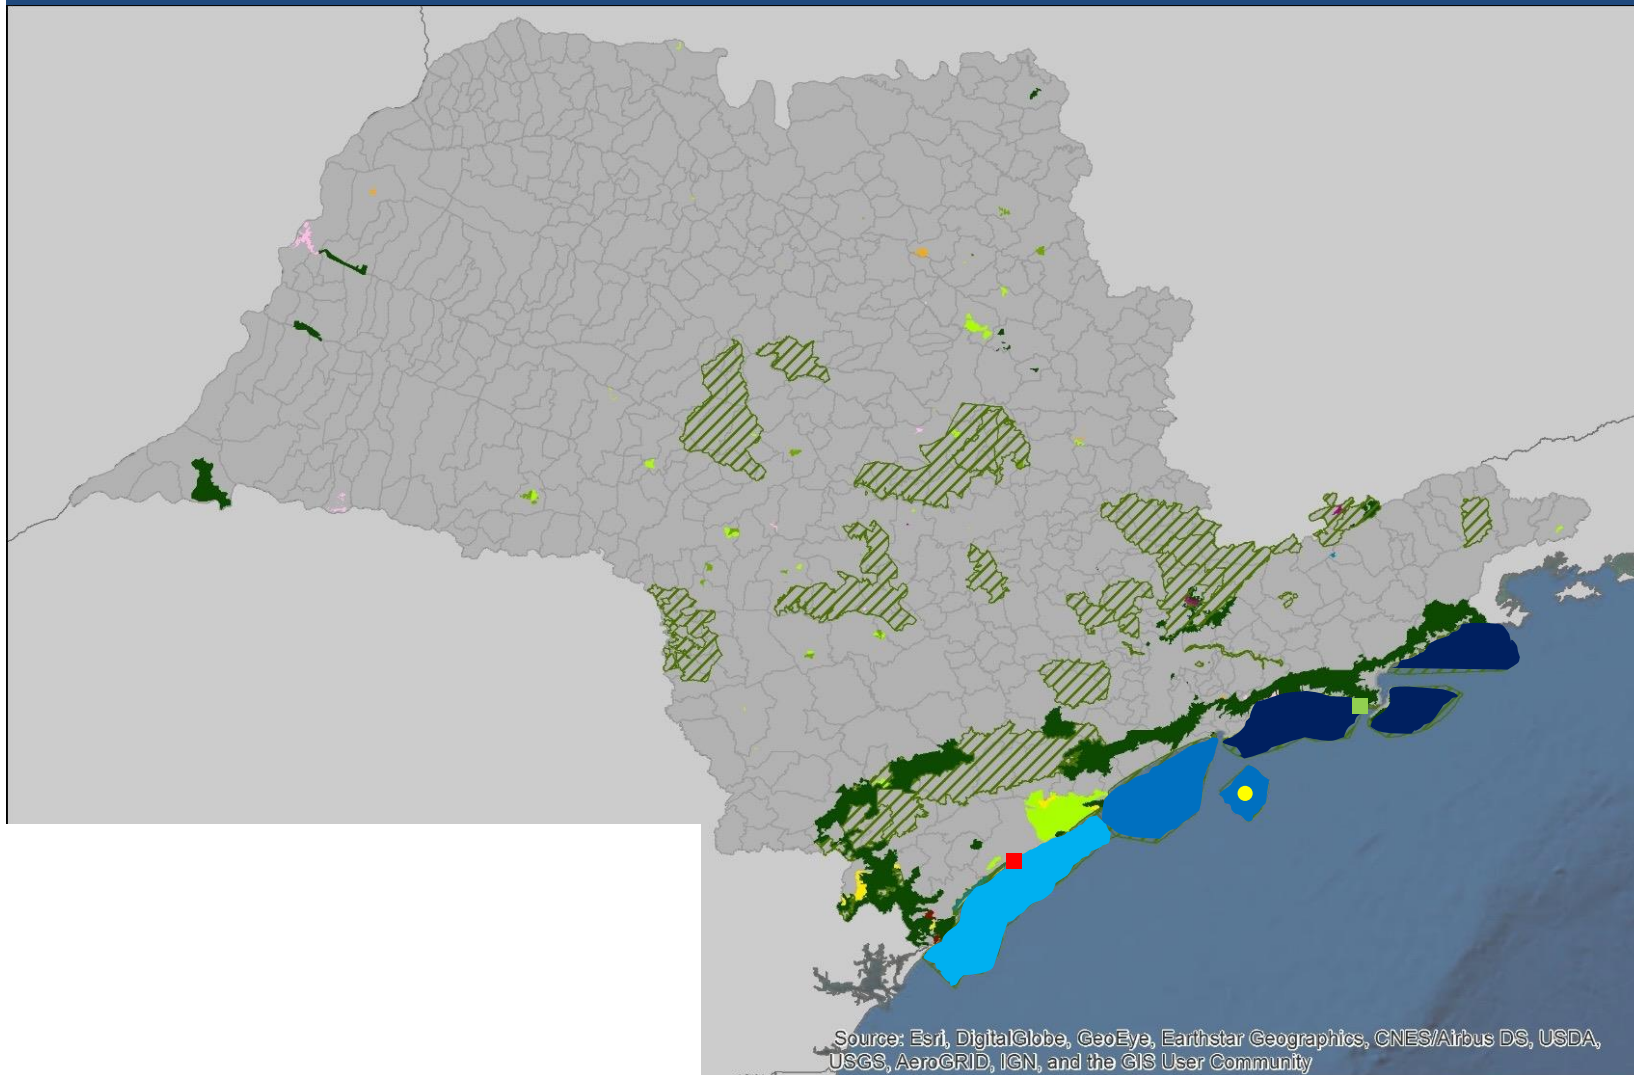 Source: Esri, DigitalGlobe, GeoEye, Earthstar Geographics, CNES/Airbus DS, USDA,
USGS, AeroGRID, IGN, and the GIS User Community